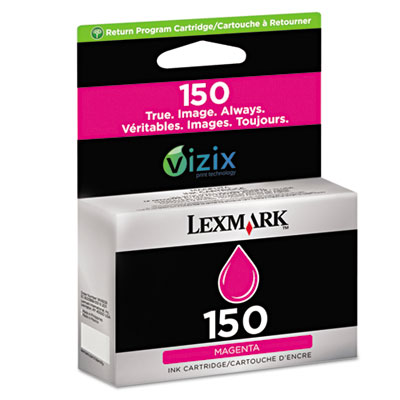 Return Program Cartridge/Cartouche à Retourner
150
True. Image. Always.
Véritables. Images. Toujours.
Vizix
print technology
LEXMARK™
150
MAGENTA
INK CARTRIDGE/CARTOUCHE D'ENCRE